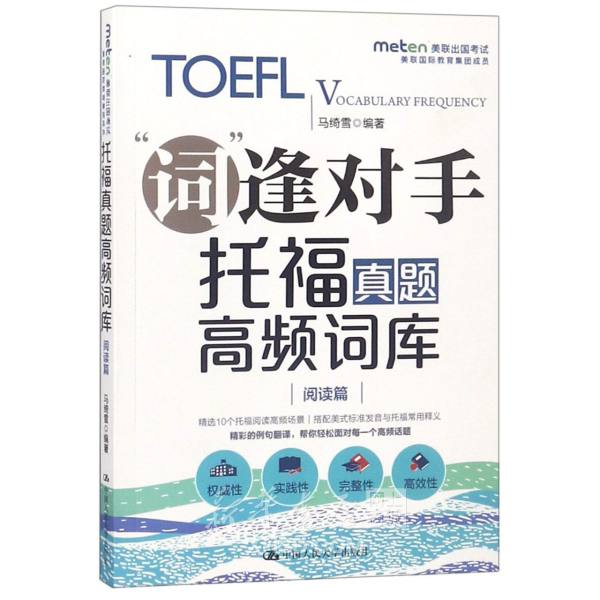 meten 美联出国考试
美联国际教育集团成员
TOEFL
VOCABULARY FREQUENCY
马绮雪◎编著
“词”逢对手
托福真题
高频词库
阅读篇
精选10个托福阅读高频场景｜搭配美式标准发音与托福常用释义
精彩的例句翻译，帮你轻松面对每一个高频话题
权威性
实践性
完整性
高效性
中国人民大学出版社
meten
托福真题高频词库
阅读篇
马绮雪◎编著